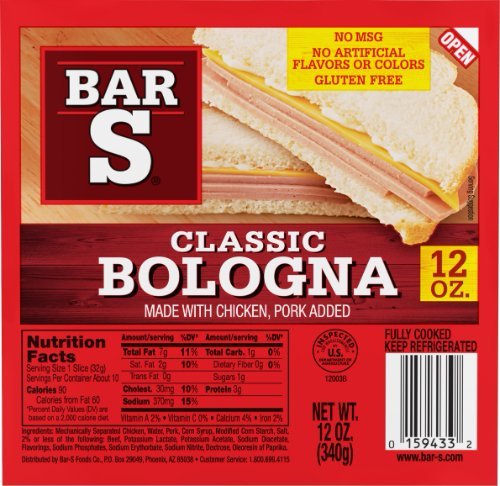 NO MSG
NO ARTIFICIAL
FLAVORS OR COLORS
GLUTEN FREE
OPEN
BAR
S®
Serving Suggestion
CLASSIC
BOLOGNA
MADE WITH CHICKEN, PORK ADDED
12
OZ.
Nutrition
Facts
Serving Size 1 Slice (32g)
Servings Per Container About 10
Calories 90
Calories from Fat 60
*Percent Daily Values (DV) are
based on a 2,000 calorie diet.
Amount/serving %DV* Amount/serving %DV*
Total Fat 7g 11% Total Carb. 1g 0%
Sat. Fat 2g 10% Dietary Fiber 0g 0%
Trans Fat 0g Sugars 1g
Cholest. 30mg 10% Protein 3g
Sodium 370mg 15%
Vitamin A 2% • Vitamin C 0% • Calcium 4% • Iron 2%
Ingredients: Mechanically Separated Chicken, Water, Pork, Corn Syrup, Modified Corn Starch, Salt,
2% or less of the following: Beef, Potassium Lactate, Potassium Acetate, Sodium Diacetate,
Flavorings, Sodium Phosphates, Sodium Erythorbate, Sodium Nitrite, Dextrose, Oleoresin of Paprika.
Distributed by Bar-S Foods Co., P.O. Box 29049, Phoenix, AZ 85038 • Customer Service: 1.800.699.4115
INSPECTED
U.S.
DEPARTMENT OF
AGRICULTURE
NET WT.
12 OZ.
(340g)
FULLY COOKED
KEEP REFRIGERATED
0 159433 2
bar-s.com